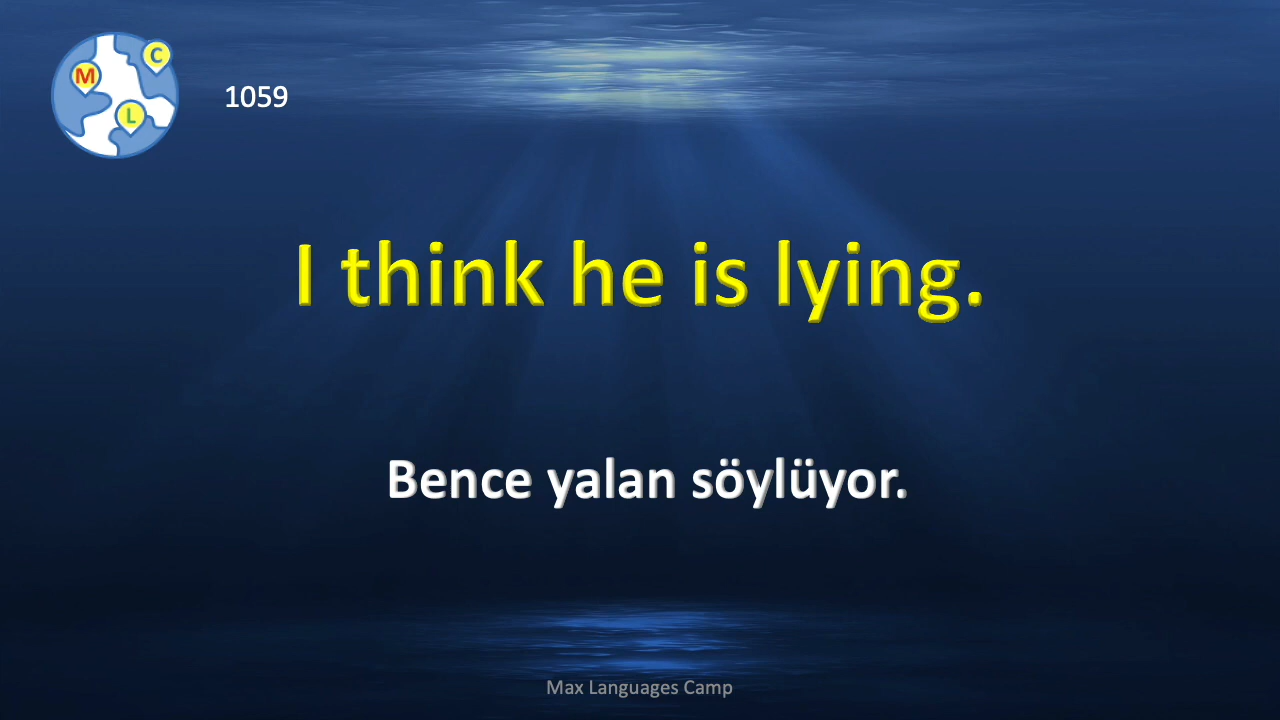 C
M
L
1059
I think he is lying.
Bence yalan söylüyor.
Max Languages Camp